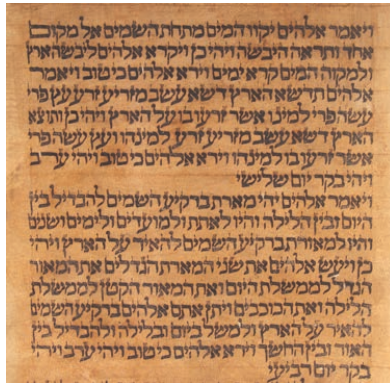 ויאמר אלהים יקוו המים מתחת השמים אל מקום
אחד ותראה היבשה ויהי כן ויקרא אלהים ליבשה ארץ
ולמקוה המים קרא ימים וירא אלהים כי טוב ויאמר
אלהים תדשא הארץ דשא עשב מזריע זרע עץ פרי
עשה פרי למינו אשר זרעו בו על הארץ ויהי כן ותוצא
הארץ דשא עשב מזריע זרע למינהו ועץ עשה פרי
אשר זרעו בו למינהו וירא אלהים כי טוב ויהי ערב
ויהי בקר יום שלישי
ויאמר אלהים יהי מארת ברקיע השמים להבדיל בין
היום ובין הלילה והיו לאתת ולמועדים ולימים ושנים
והיו למאורת ברקיע השמים להאיר על הארץ ויהי
כן ויעש אלהים את שני המארת הגדלים את המאור
הגדל לממשלת היום ואת המאור הקטן לממשלת
הלילה ואת הכוכבים ויתן אתם אלהים ברקיע השמים
להאיר על הארץ ולמשל ביום ובלילה ולהבדיל בין
האור ובין החשך וירא אלהים כי טוב ויהי ערב ויהי
בקר יום רביעי